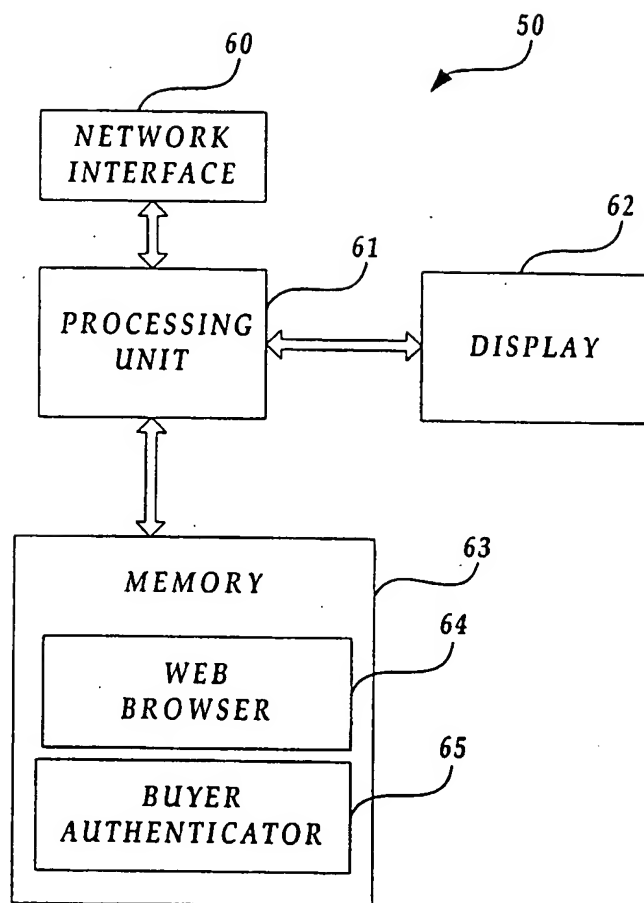 50
60
NETWORK
INTERFACE
62
61
PROCESSING
UNIT
DISPLAY
63
MEMORY
64
WEB
BROWSER
65
BUYER
AUTHENTICATOR